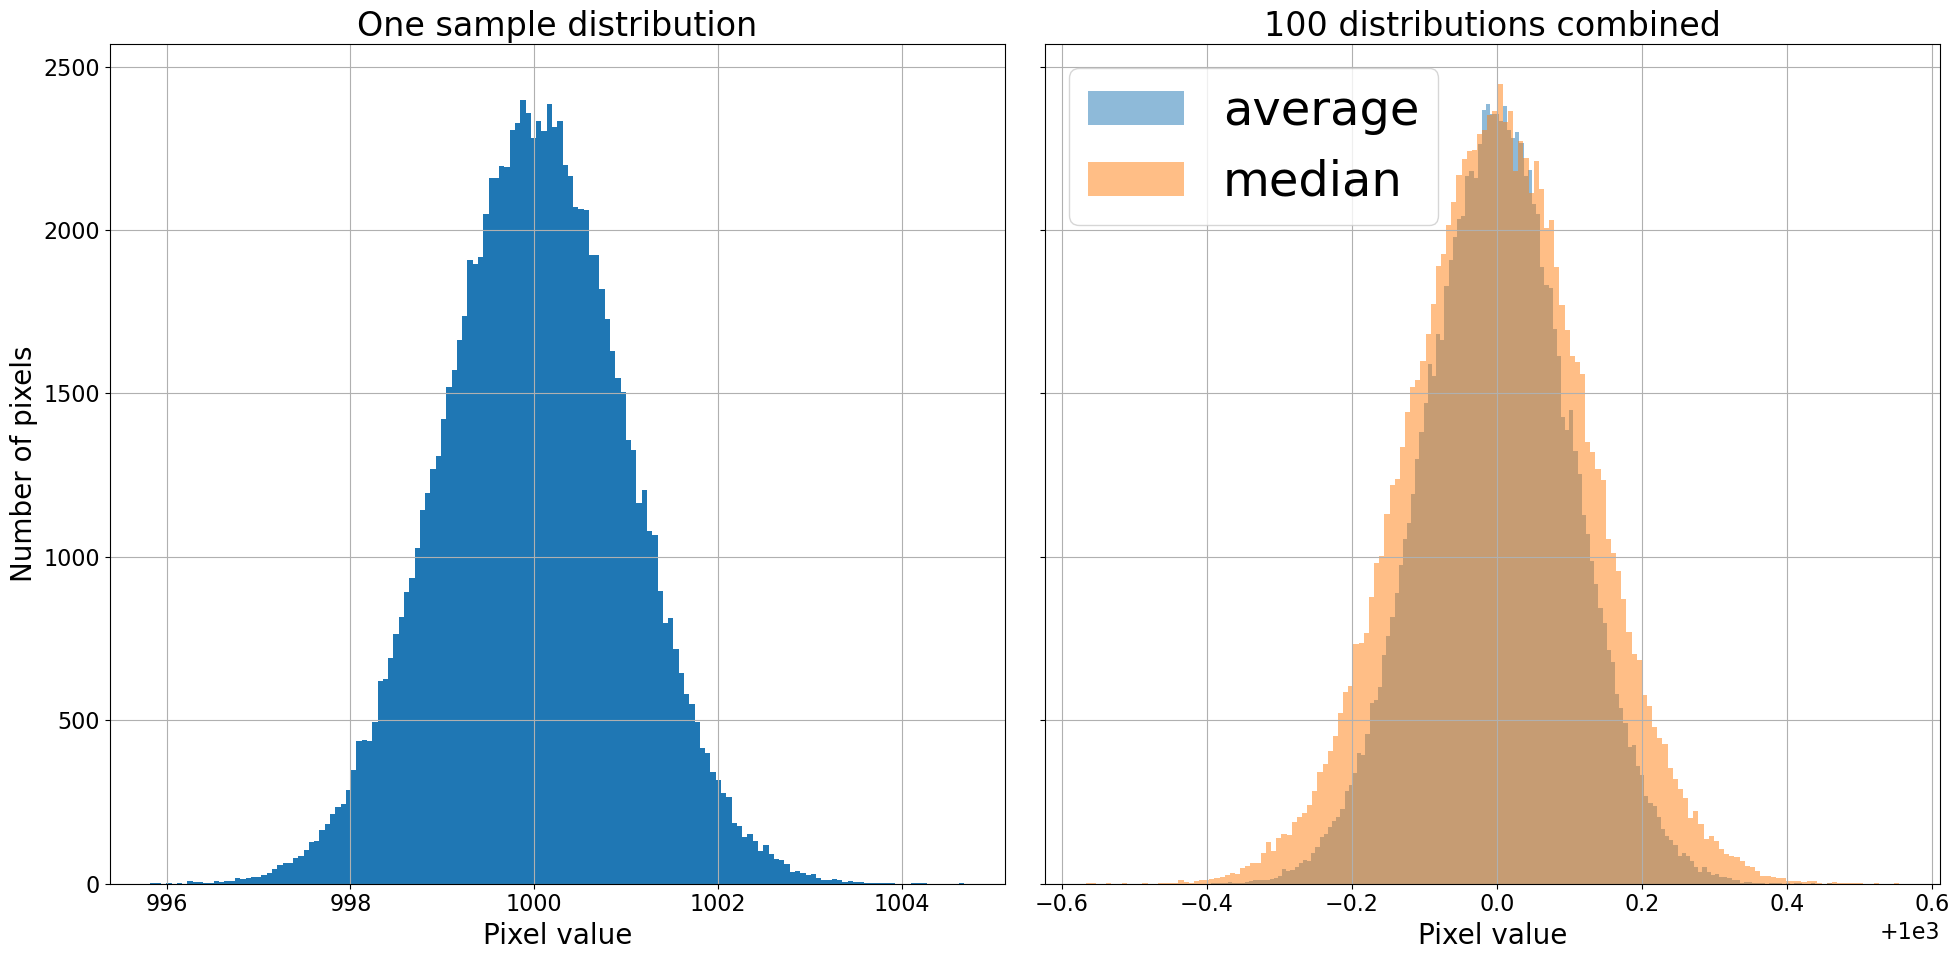 One sample distribution
2500
2000
1500
1000
500
0
Number of pixels
996
998
1000
1002
1004
Pixel value
100 distributions combined
average
median
−0.6
−0.4
−0.2
0.0
0.2
0.4
0.6
+1e3
Pixel value